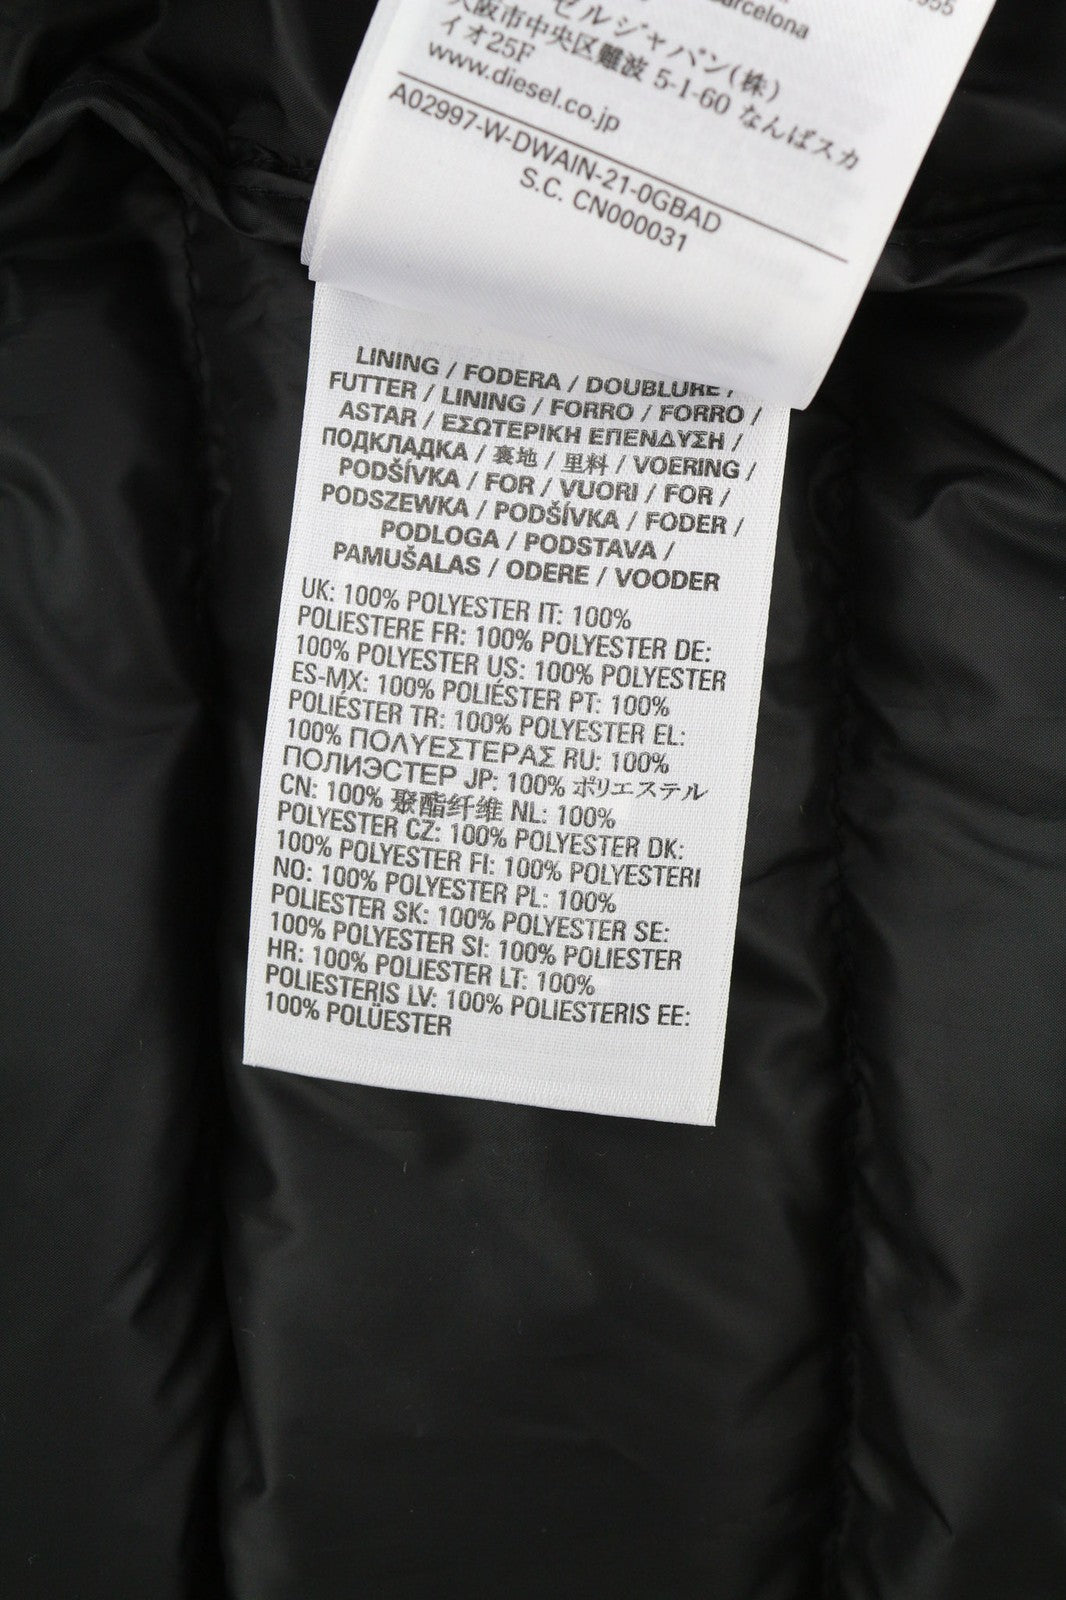 Barcelona
ゼルジャパン(株)
大阪市中央区難波 5-1-60 なんばスカ
イオ25F
www.diesel.co.jp
A02997-W-DWAIN-21-0GBAD
S.C. CN000031
LINING / FODERA / DOUBLURE /
FUTTER / LINING / FORRO / FORRO /
ASTAR / ΕΣΩΤΕΡΙΚΗ ΕΠΕΝΔΥΣΗ /
ПОДКЛАДКА / 裏地 / 里料 / VOERING /
PODŠÍVKA / FOR / VUORI / FOR /
PODSZEWKA / PODŠÍVKA / FODER /
PODLOGA / PODSTAVA /
PAMUŠALAS / ODERE / VOODER
UK: 100% POLYESTER IT: 100%
POLIESTERE FR: 100% POLYESTER DE:
100% POLYESTER US: 100% POLYESTER
ES-MX: 100% POLIÉSTER PT: 100%
POLIÉSTER TR: 100% POLYESTER EL:
100% ΠΟΛΥΕΣΤΕΡΑΣ RU: 100%
ПОЛИЭСТЕР JP: 100% ポリエステル
CN: 100% 聚酯纤维 NL: 100%
POLYESTER CZ: 100% POLYESTER DK:
100% POLYESTER FI: 100% POLYESTERI
NO: 100% POLYESTER PL: 100%
POLIESTER SK: 100% POLYESTER SE:
100% POLYESTER SI: 100% POLIESTER
HR: 100% POLIESTER LT: 100%
POLIESTERIS LV: 100% POLIESTERIS EE:
100% POLÜESTER